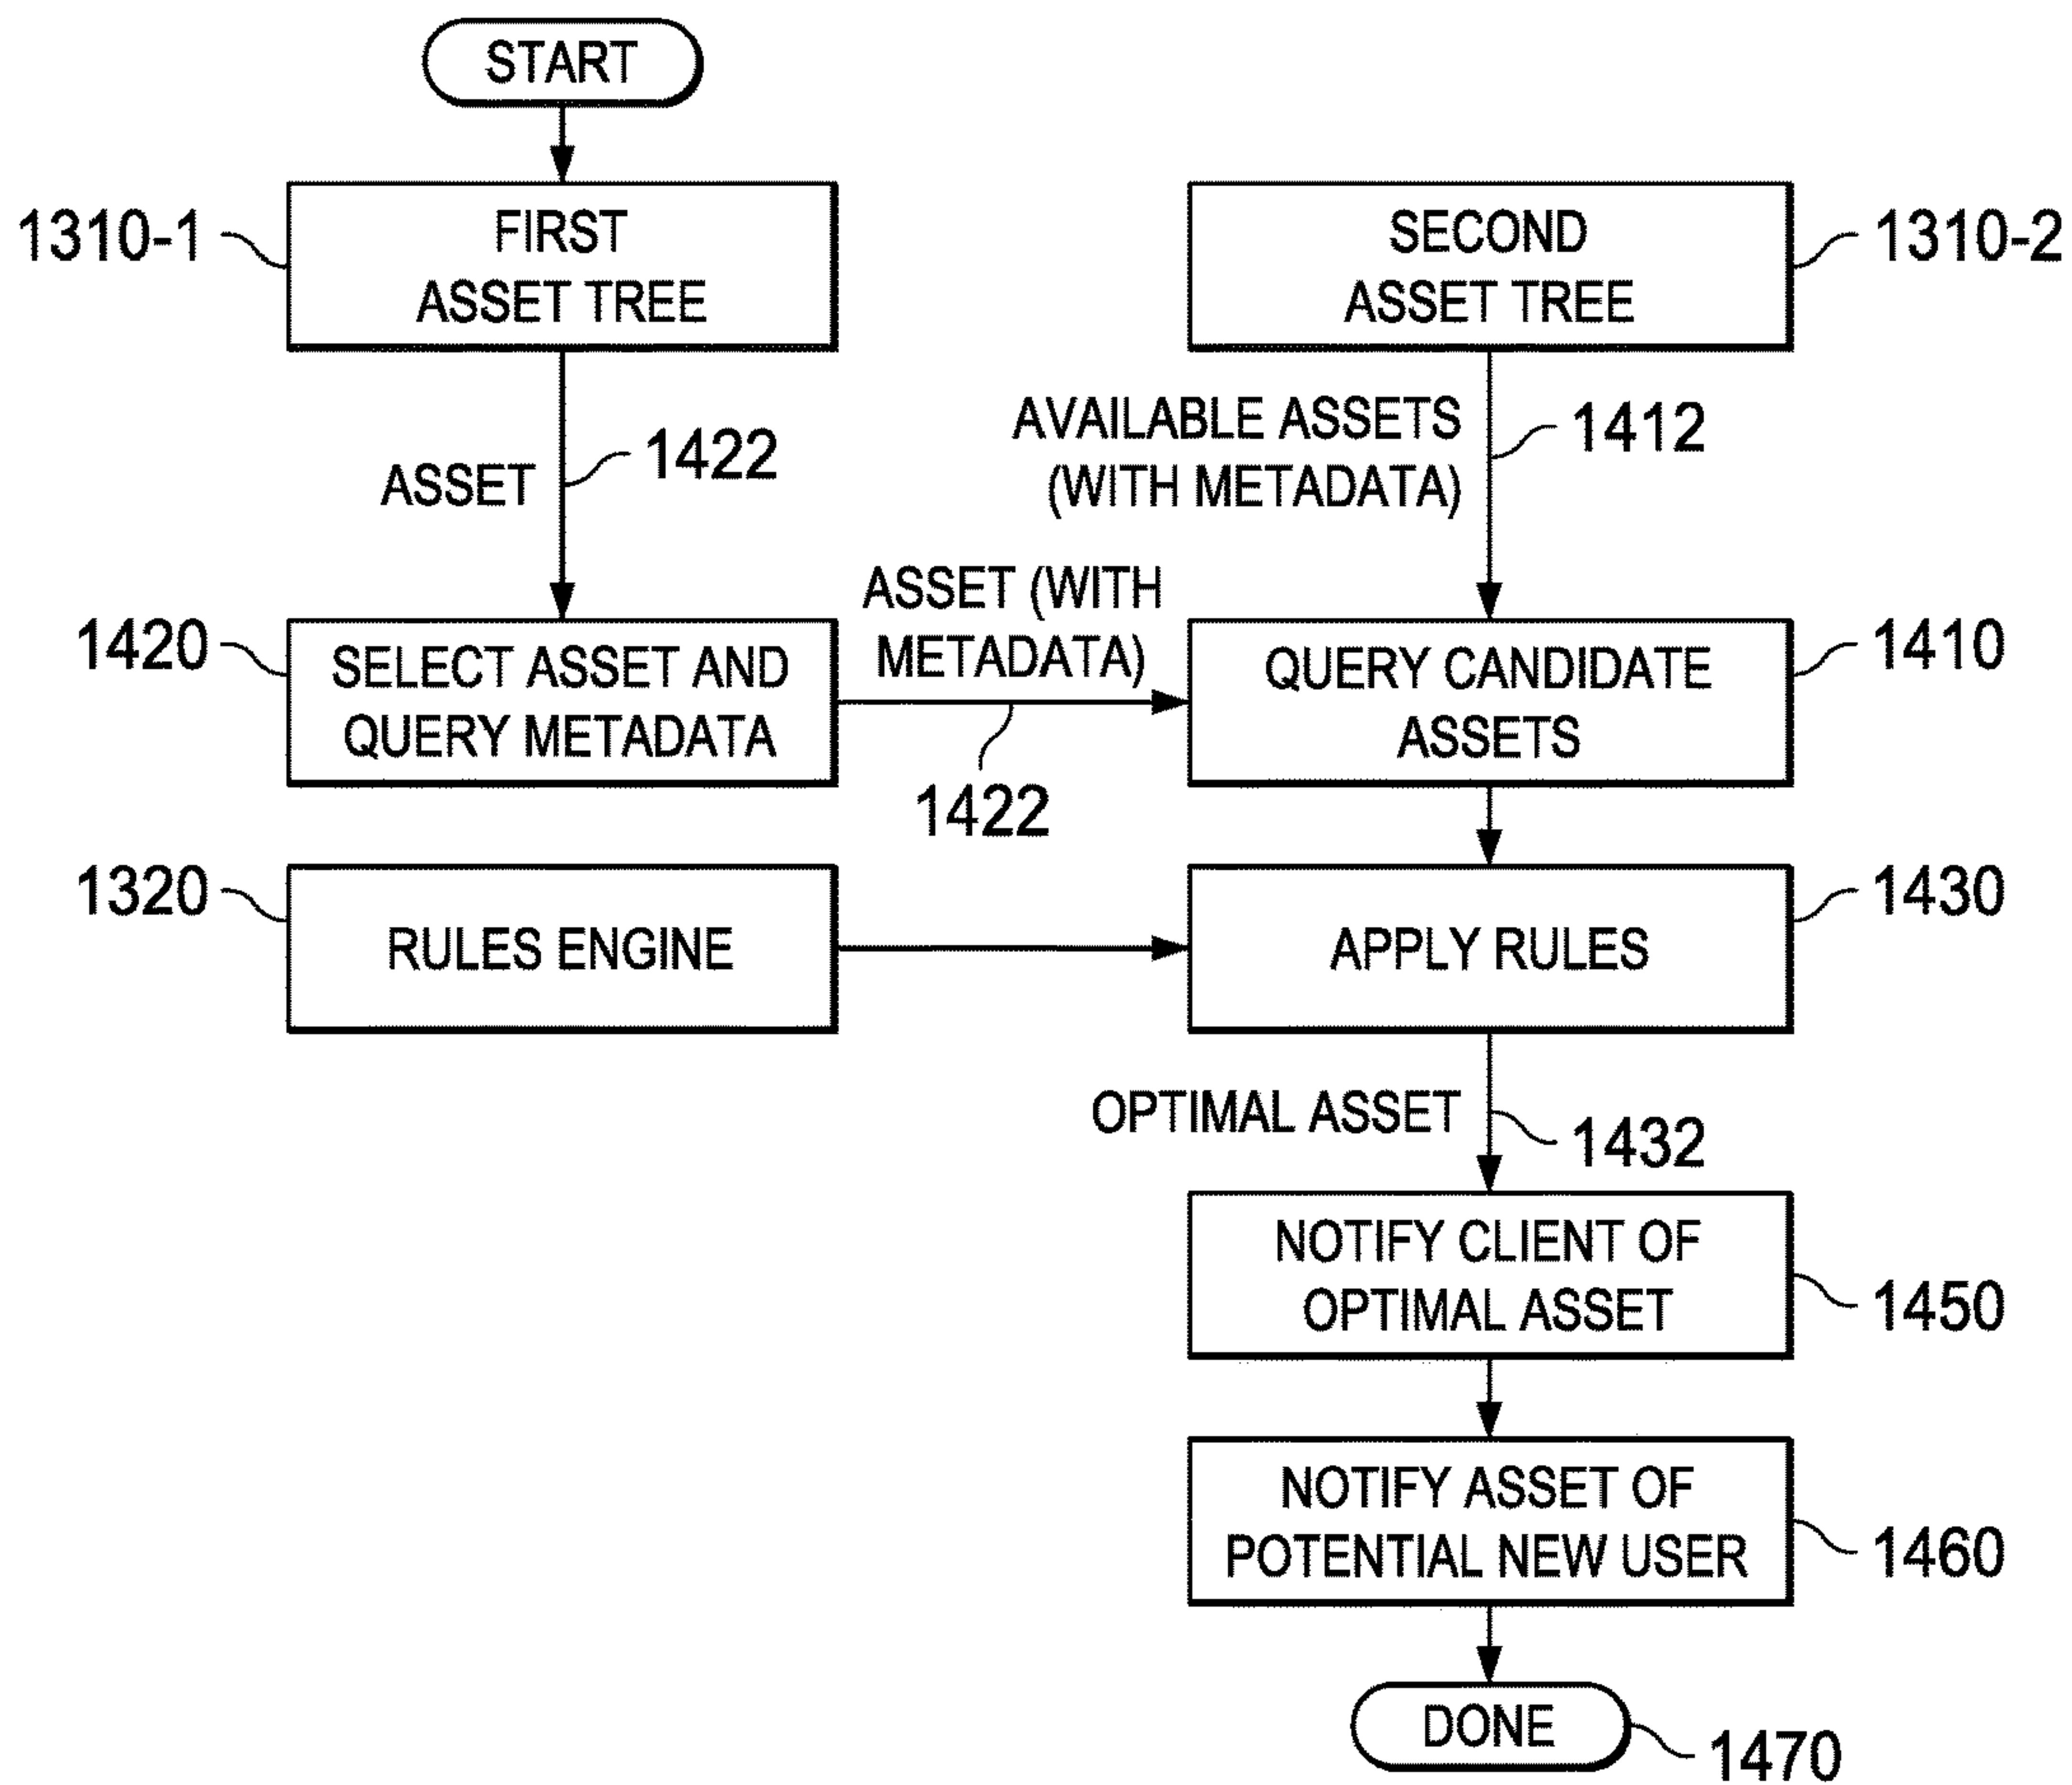 START
1310-1
FIRST
ASSET TREE
SECOND
ASSET TREE
1310-2
ASSET
1422
AVAILABLE ASSETS
(WITH METADATA)
1412
1420
SELECT ASSET AND
QUERY METADATA
ASSET (WITH
METADATA)
1422
QUERY CANDIDATE
ASSETS
1410
1320
RULES ENGINE
APPLY RULES
1430
OPTIMAL ASSET
1432
NOTIFY CLIENT OF
OPTIMAL ASSET
1450
NOTIFY ASSET OF
POTENTIAL NEW USER
1460
DONE
1470